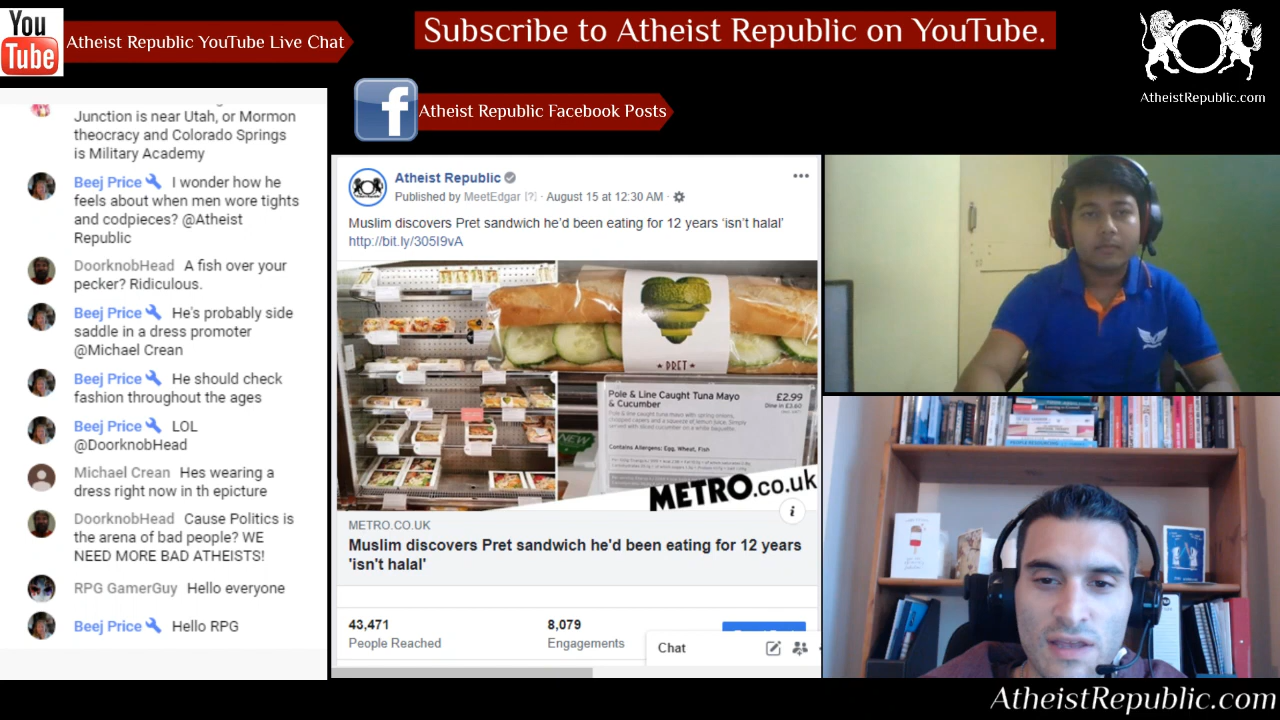 You
Tube
Atheist Republic YouTube Live Chat
Subscribe to Atheist Republic on YouTube.
AtheistRepublic.com
Atheist Republic Facebook Posts
Junction is near Utah, or Mormon
theocracy and Colorado Springs
is Military Academy
Beej Price I wonder how he
feels about when men wore tights
and codpieces? @Atheist
Republic
DoorknobHead A fish over your
pecker? Ridiculous.
Beej Price He's probably side
saddle in a dress promoter
@Michael Crean
Beej Price He should check
fashion throughout the ages
Beej Price LOL
@DoorknobHead
Michael Crean Hes wearing a
dress right now in th epicture
DoorknobHead Cause Politics is
the arena of bad people? WE
NEED MORE BAD ATHEISTS!
RPG GamerGuy Hello everyone
Beej Price Hello RPG
Atheist Republic
Published by MeetEdgar [?] · August 15 at 12:30 AM ·
Muslim discovers Pret sandwich he'd been eating for 12 years 'isn't halal'
http://bit.ly/305I9vA
★ PRET ★
Pole & Line Caught Tuna Mayo
& Cucumber
£2.99
Contains Allergens: Egg, Wheat, Fish
NEW
METRO.co.uk
METRO.CO.UK
Muslim discovers Pret sandwich he'd been eating for 12 years
'isn't halal'
43,471
People Reached
8,079
Engagements
Chat
AtheistRepublic.com